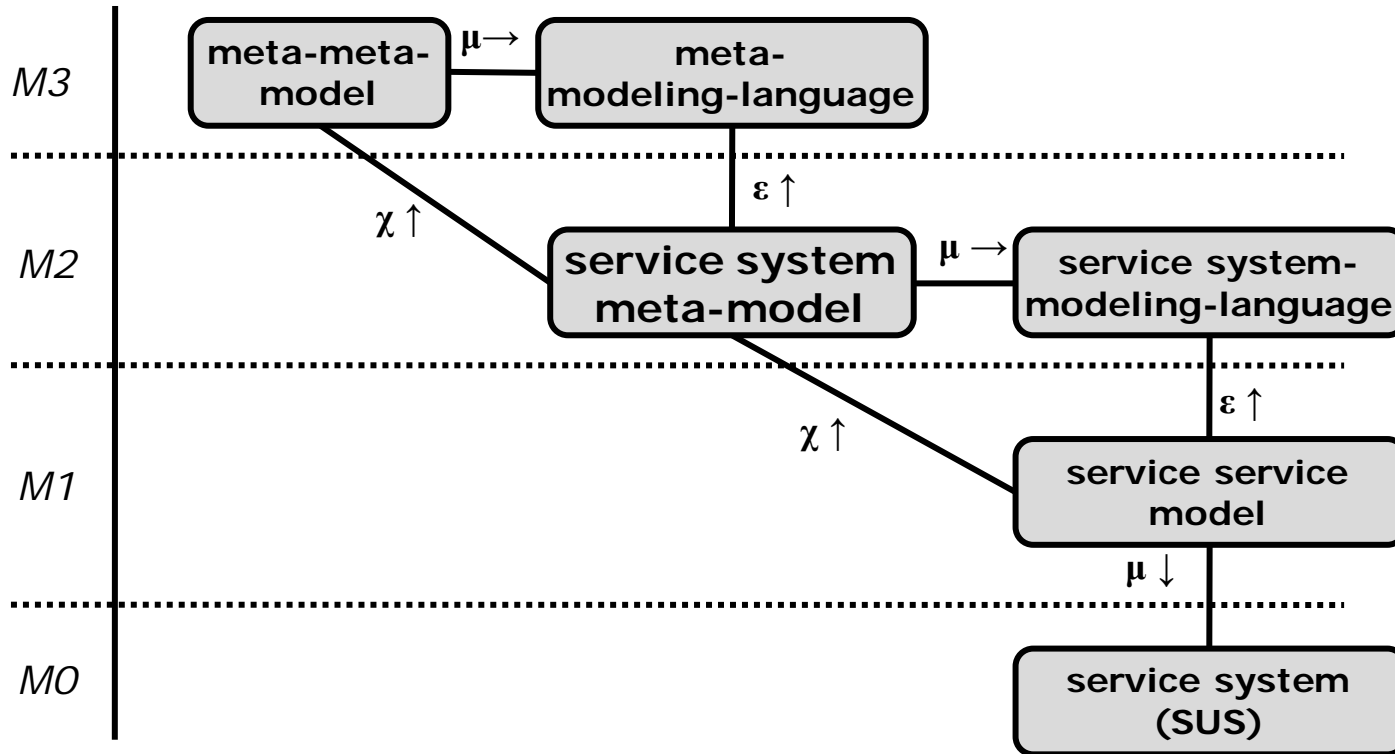 M3
meta-meta-
model
μ→
meta-
modeling-language
χ ↑
ε ↑
M2
service system
meta-model
μ →
service system-
modeling-language
χ ↑
ε ↑
M1
service service
model
μ ↓
M0
service system
(SUS)